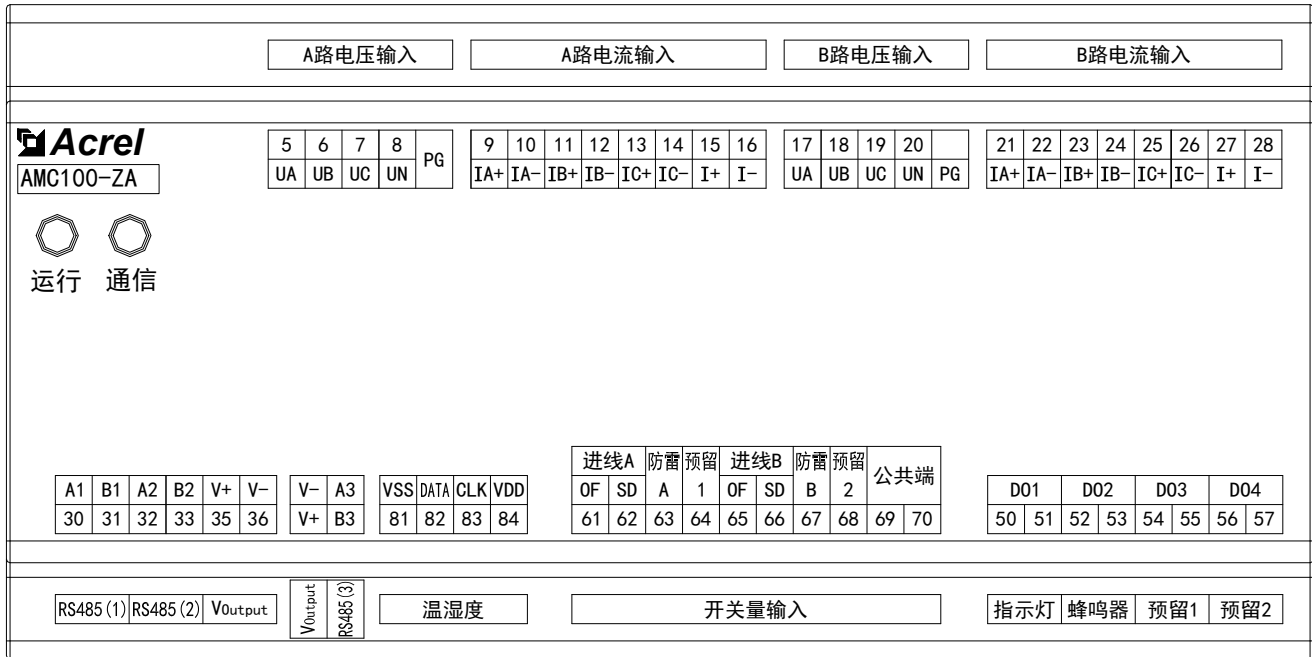 A路电压输入 A路电流输入 B路电压输入 B路电流输入
Acrel
AMC100-ZA
5 6 7 8 PG 9 10 11 12 13 14 15 16 17 18 19 20 21 22 23 24 25 26 27 28
UA UB UC UN IA+ IA- IB+ IB- IC+ IC- I+ I- UA UB UC UN PG IA+ IA- IB+ IB- IC+ IC- I+ I-
运行 通信
进线A 防雷 预留 进线B 防雷 预留 公共端
A1 B1 A2 B2 V+ V- V- A3 VSS DATA CLK VDD OF SD A 1 OF SD B 2 DO1 DO2 DO3 DO4
30 31 32 33 35 36 V+ B3 81 82 83 84 61 62 63 64 65 66 67 68 69 70 50 51 52 53 54 55 56 57
RS485(1) RS485(2) VOutput VOutput RS485(3) 温湿度 开关量输入 指示灯 蜂鸣器 预留1 预留2